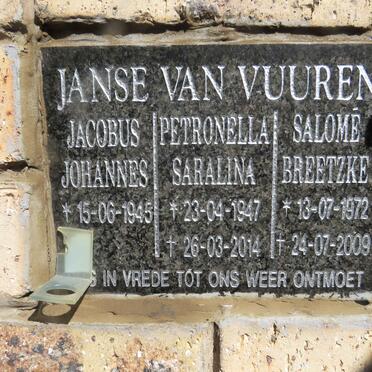 JANSE VAN VUUREN
JACOBUS PETRONELLA SALOMÉ
JOHANNES SARALINA BREETZKE
* 15-06-1945 † 23-04-1947 * 13-07-1972
† 26-03-2014 † 24-07-2009
IN VREDE TOT ONS WEER ONTMOET